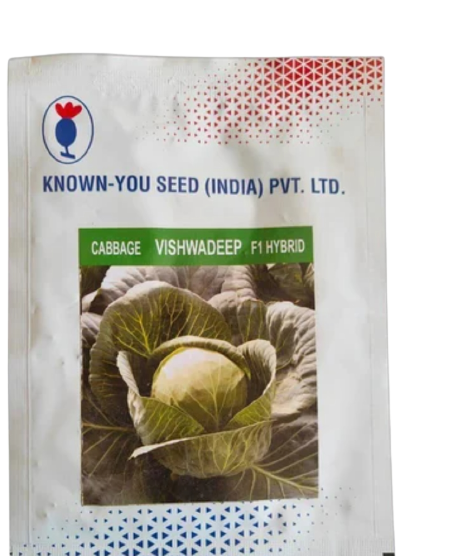 KNOWN-YOU SEED (INDIA) PVT. LTD.
CABBAGE VISHWADEEP F1 HYBRID